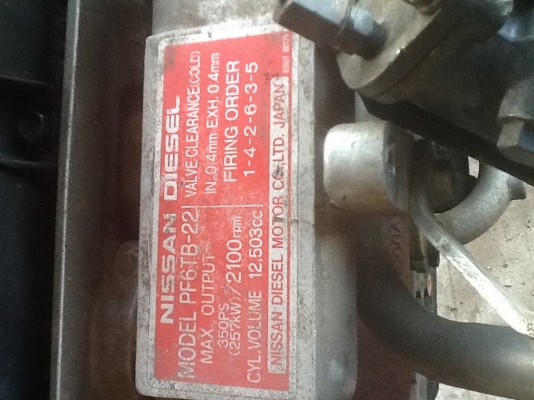 NISSAN DIESEL
MODEL PF6TB-22
VALVE CLEARANCE(COLD)
MAX. OUTPUT
IN. 0.4mm EXH. 0.4mm
350PS
(257kW) / 2100rpm
FIRING ORDER
CYL. VOLUME 12.503cc
1-4-2-6-3-5
NISSAN DIESEL MOTOR CO.,LTD. JAPAN